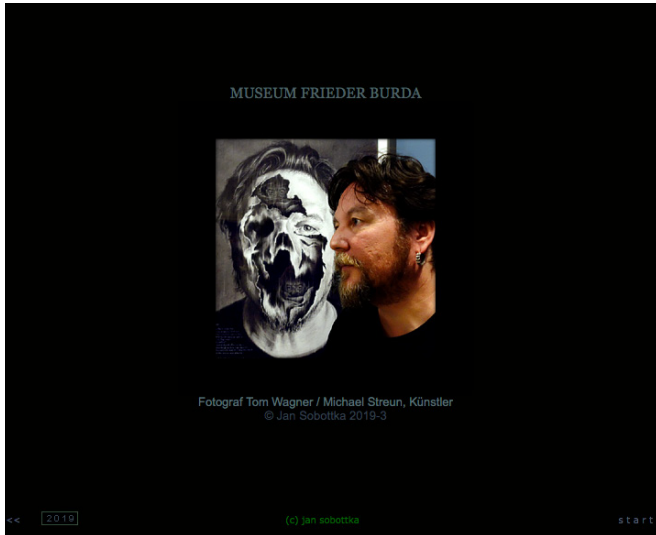 MUSEUM FRIEDER BURDA
Fotograf Tom Wagner / Michael Streun, Künstler
© Jan Sobottka 2019-3
<< 2019 (c) jan sobottka start